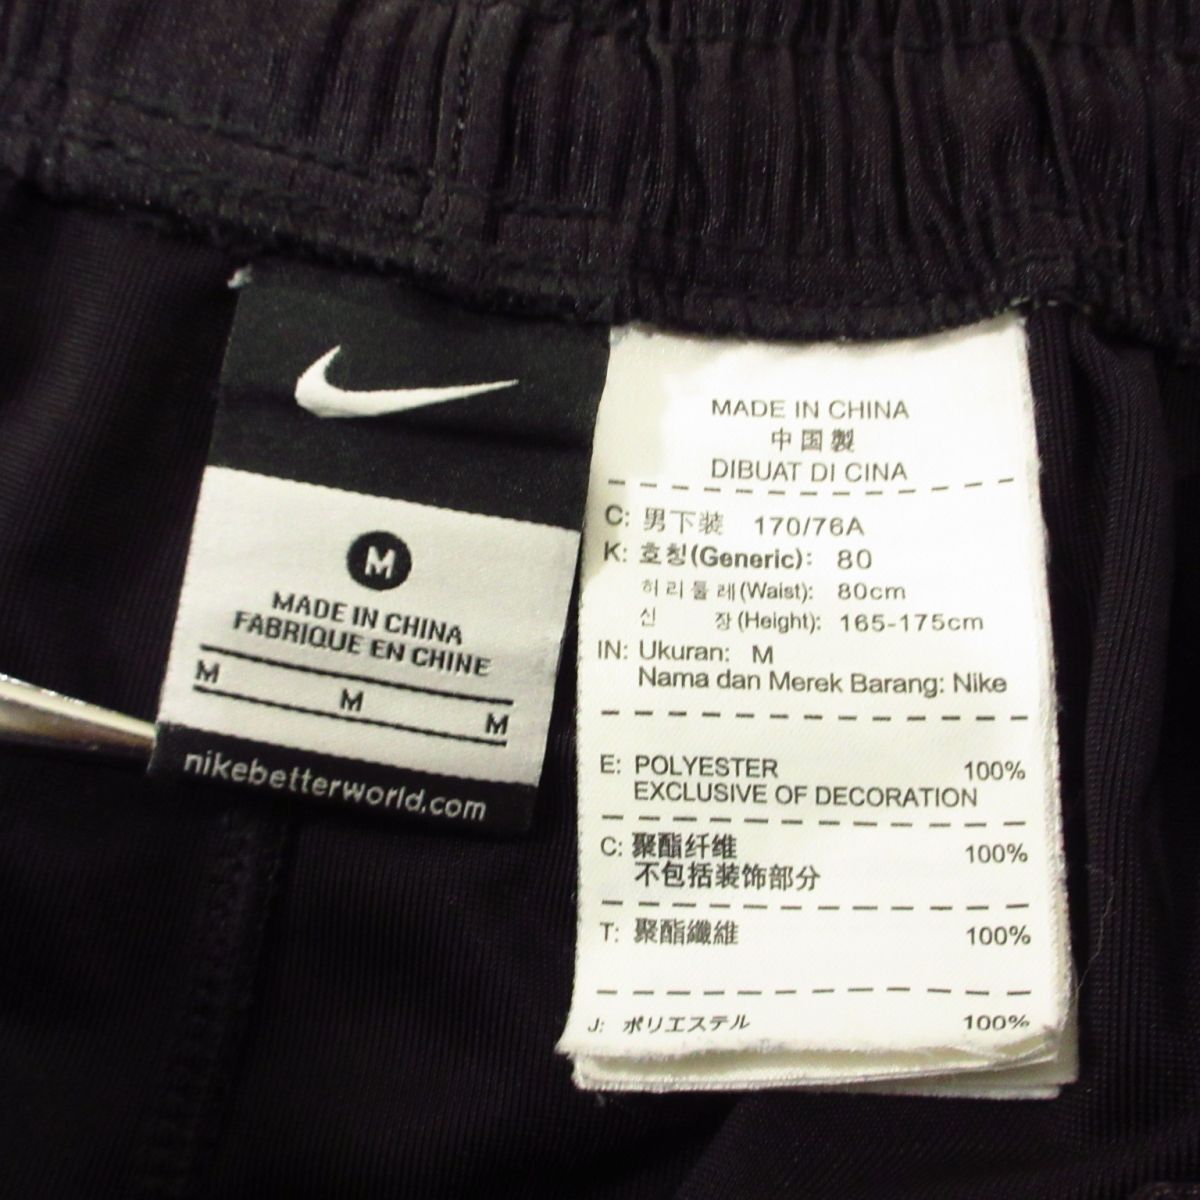 M
MADE IN CHINA
FABRIQUE EN CHINE
M M M
nikebetterworld.com
MADE IN CHINA
中国製
DIBUAT DI CINA
C: 男下装 170/76A
K: 호칭(Generic): 80
허리둘레(Waist): 80cm
신 장(Height): 165-175cm
IN: Ukuran: M
Nama dan Merek Barang: Nike
E: POLYESTER 100%
EXCLUSIVE OF DECORATION
C: 聚酯纤维 100%
不包括装饰部分
T: 聚酯纖維 100%
J: ポリエステル 100%